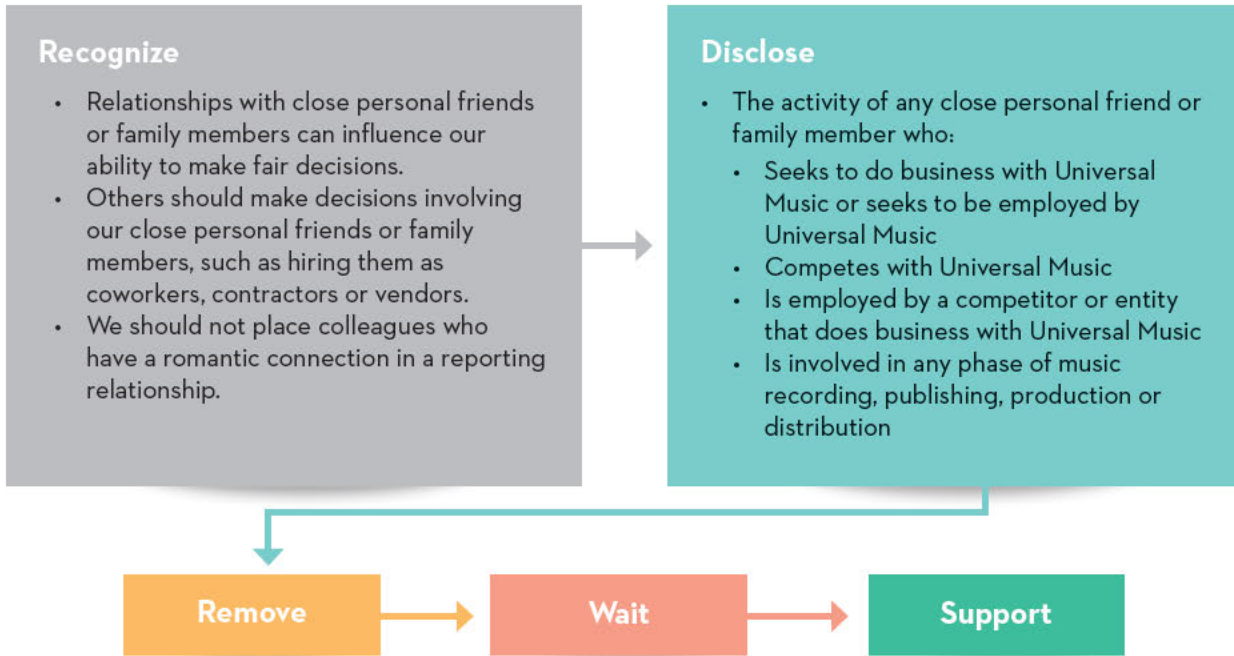 Recognize
• Relationships with close personal friends
or family members can influence our
ability to make fair decisions.
• Others should make decisions involving
our close personal friends or family
members, such as hiring them as
coworkers, contractors or vendors.
• We should not place colleagues who
have a romantic connection in a reporting
relationship.
Disclose
• The activity of any close personal friend or
family member who:
• Seeks to do business with Universal
Music or seeks to be employed by
Universal Music
• Competes with Universal Music
• Is employed by a competitor or entity
that does business with Universal Music
• Is involved in any phase of music
recording, publishing, production or
distribution
Remove
Wait
Support